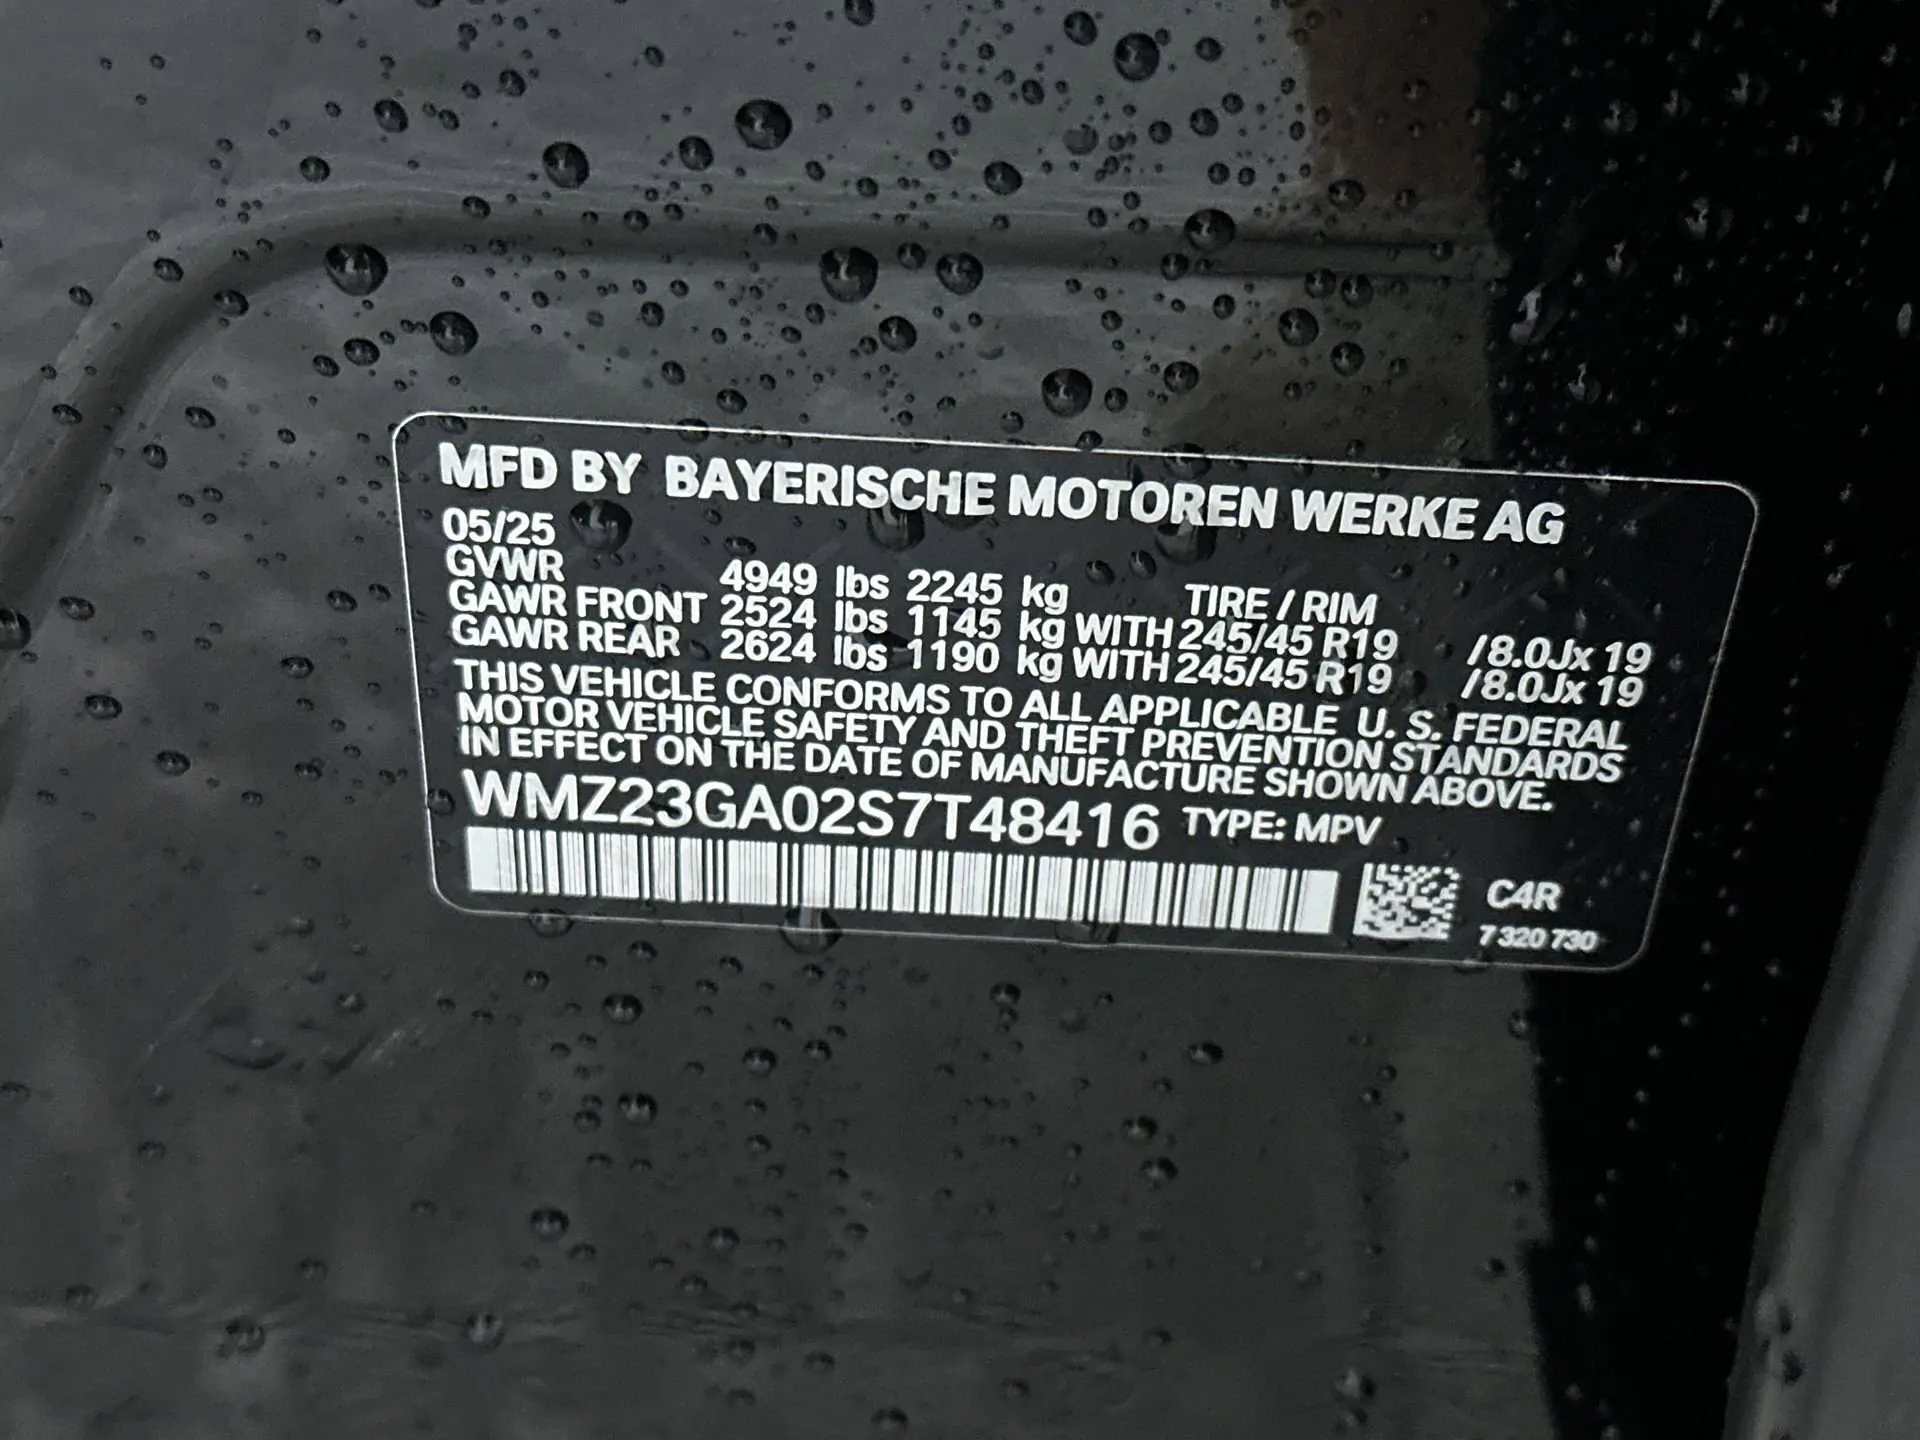 MFD BY BAYERISCHE MOTOREN WERKE AG
05/25
GVWR 4949 lbs 2245 kg TIRE / RIM
GAWR FRONT 2524 lbs 1145 kg WITH 245/45 R19 /8.0Jx 19
GAWR REAR 2624 lbs 1190 kg WITH 245/45 R19 /8.0Jx 19
THIS VEHICLE CONFORMS TO ALL APPLICABLE U. S. FEDERAL
MOTOR VEHICLE SAFETY AND THEFT PREVENTION STANDARDS
IN EFFECT ON THE DATE OF MANUFACTURE SHOWN ABOVE.
WMZ23GA02S7T48416 TYPE: MPV
C4R
7 320 730